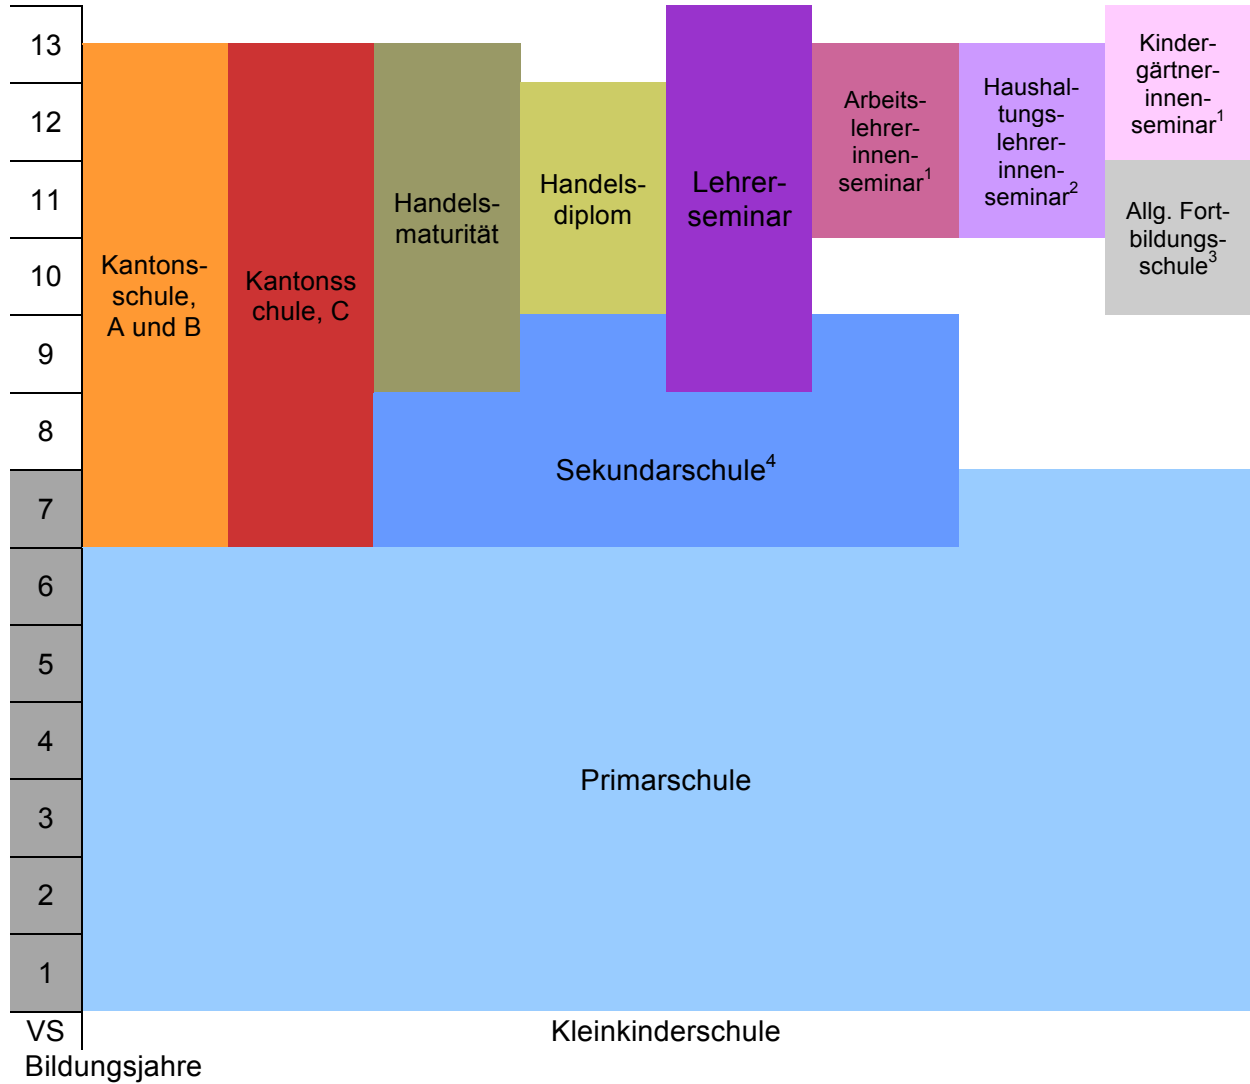 13
12
11
10
9
8
7
6
5
4
3
2
1
VS
Bildungsjahre
Kantons-
schule,
A und B
Kantonss
chule, C
Handels-
maturität
Handels-
diplom
Lehrer-
seminar
Arbeits-
lehrer-
innen-
seminar¹
Haushal-
tungs-
lehrer-
innen-
seminar²
Kinder-
gärtner-
innen-
seminar¹
Allg. Fort-
bildungs-
schule³
Sekundarschule⁴
Primarschule
Kleinkinderschule